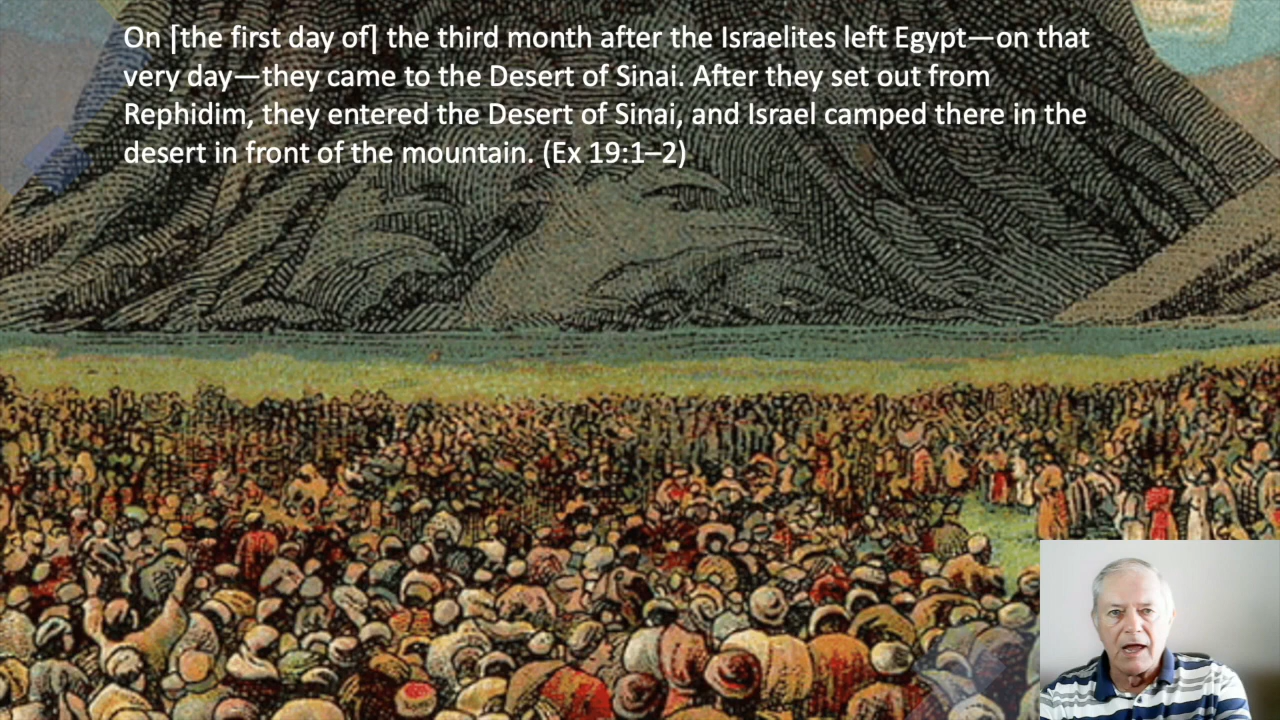 On [the first day of] the third month after the Israelites left Egypt—on that
very day—they came to the Desert of Sinai. After they set out from
Rephidim, they entered the Desert of Sinai, and Israel camped there in the
desert in front of the mountain. (Ex 19:1–2)